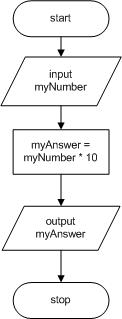 start
input
myNumber
myAnswer =
myNumber * 10
output
myAnswer
stop